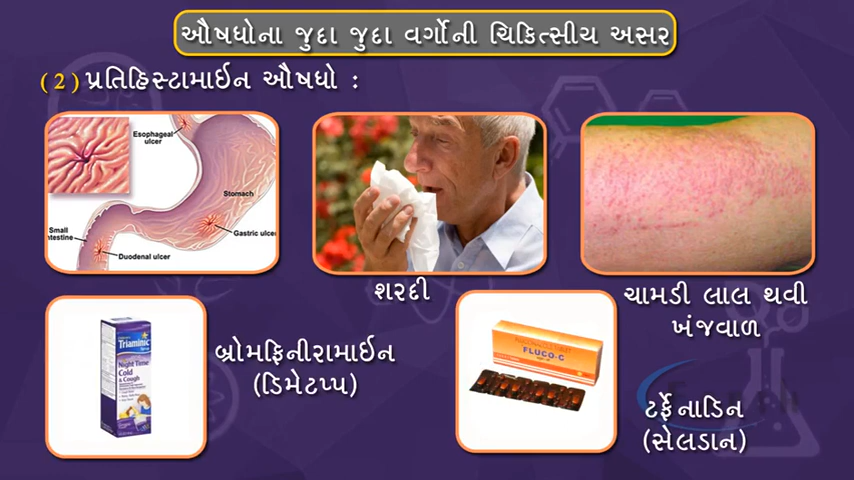 ઔષધોના જુદા જુદા વર્ગોની ચિકિત્સીય અસર
(2) પ્રતિહિસ્ટામાઈન ઔષધો :
Esophageal
ulcer
Stomach
Small
ntestine
Gastric ulcer
Duodenal ulcer
શરદી
ચામડી લાલ થવી
ખંજવાળ
Triaminic
Night Time
Cold
& Cough
બ્રોમફિનીરામાઈન
(ડિમેટપ્પ)
FLUCO-C
ટર્ફેનાડિન
(સેલડાન)